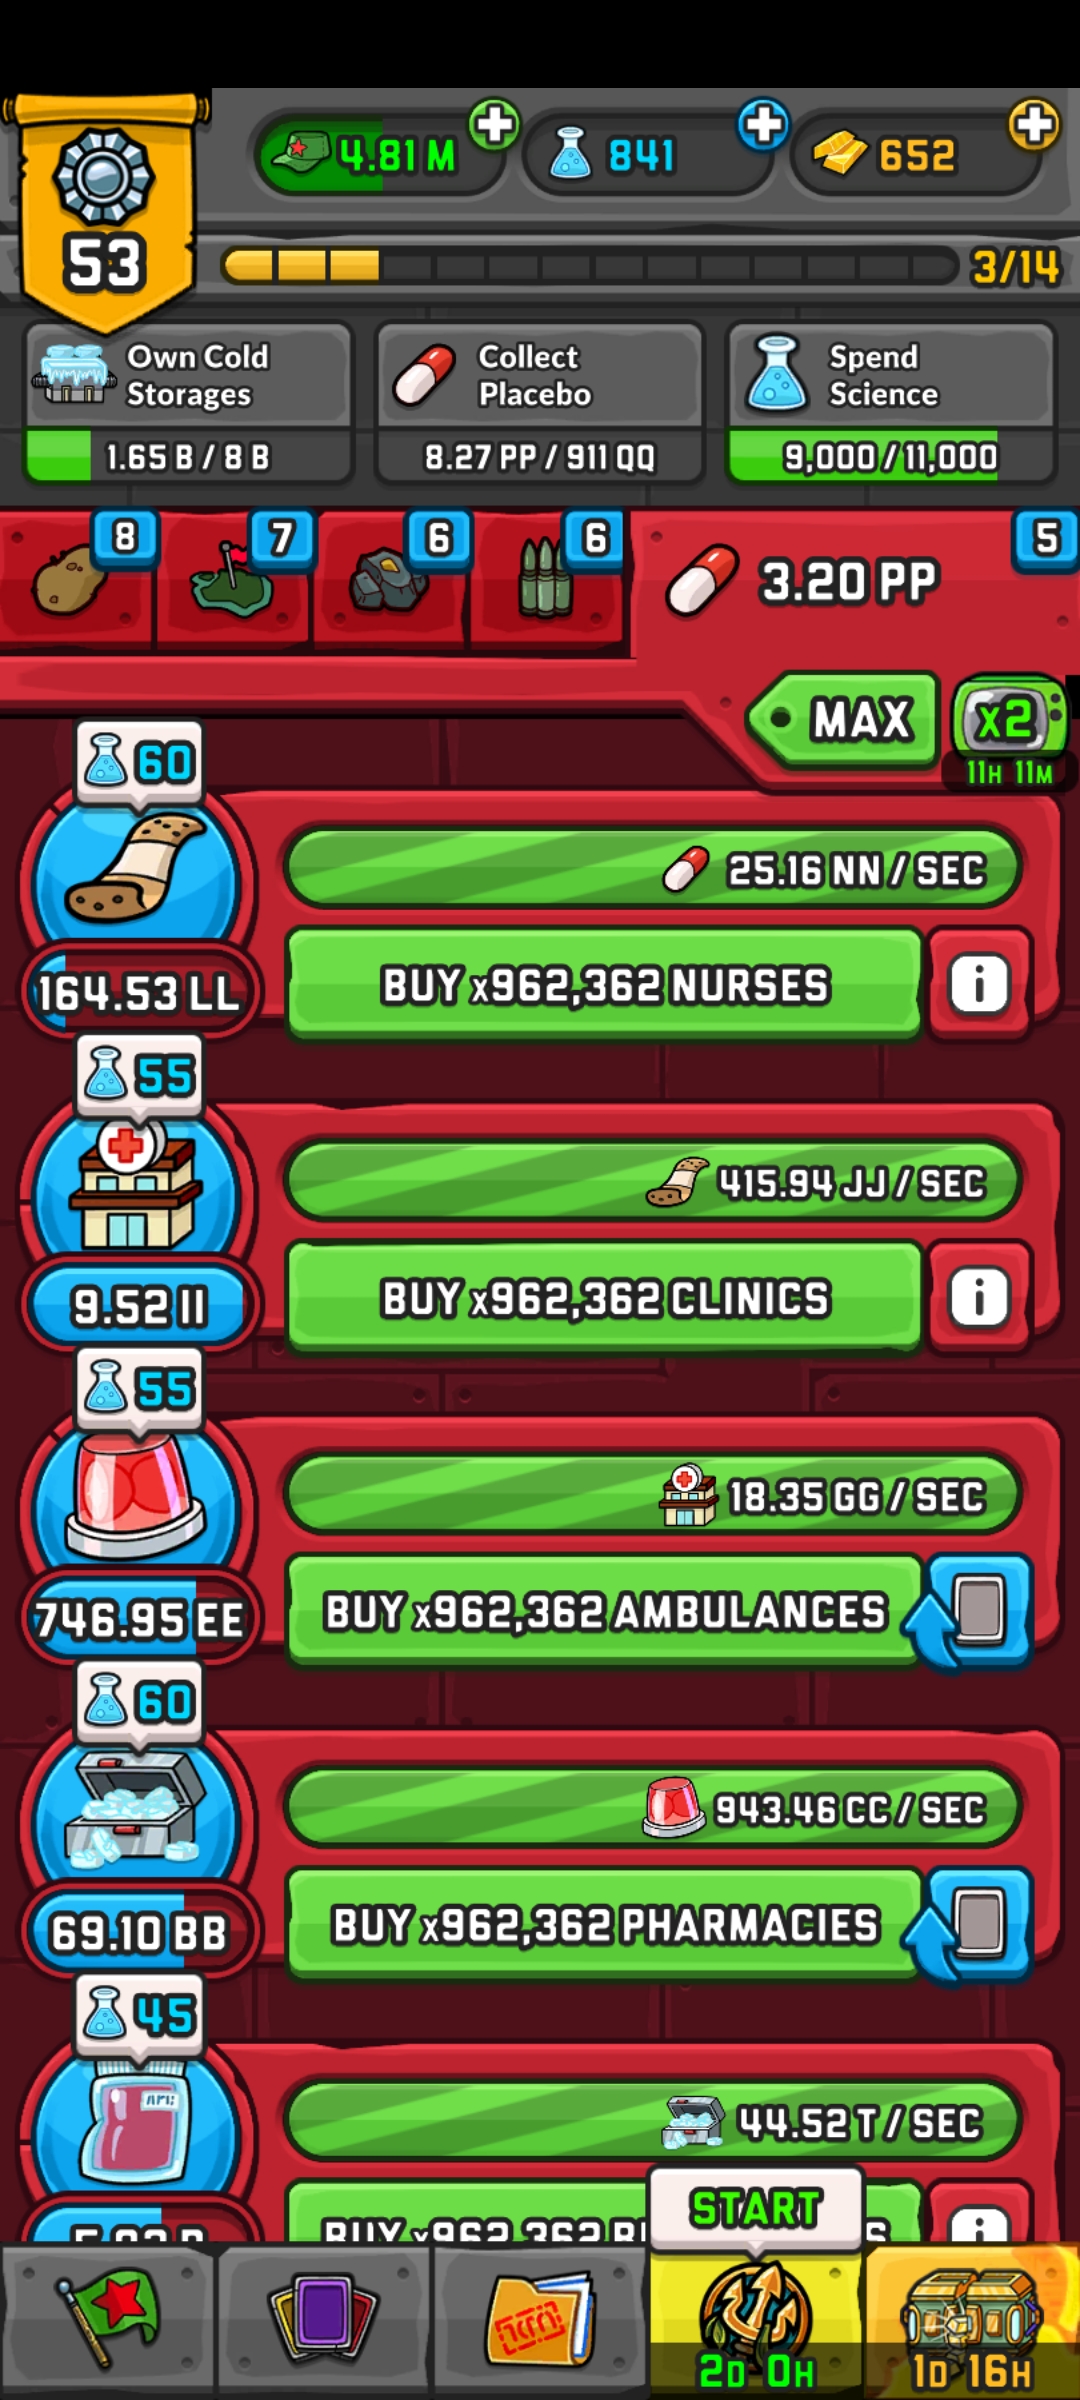 4.81 M
841
652
53
3/14
Own Cold
Storages
1.65 B / 8 B
Collect
Placebo
8.27 PP / 911 QQ
Spend
Science
9,000 / 11,000
8
7
6
6
5
3.20 PP
MAX
x2
11H 11M
60
25.16 NN / SEC
BUY x962,362 NURSES
i
164.53 LL
55
415.94 JJ / SEC
BUY x962,362 CLINICS
i
9.52 II
55
18.35 GG / SEC
BUY x962,362 AMBULANCES
746.95 EE
60
943.46 CC / SEC
BUY x962,362 PHARMACIES
69.10 BB
45
44.52 T / SEC
BUY x962,362
START
2D 0H
1D 16H